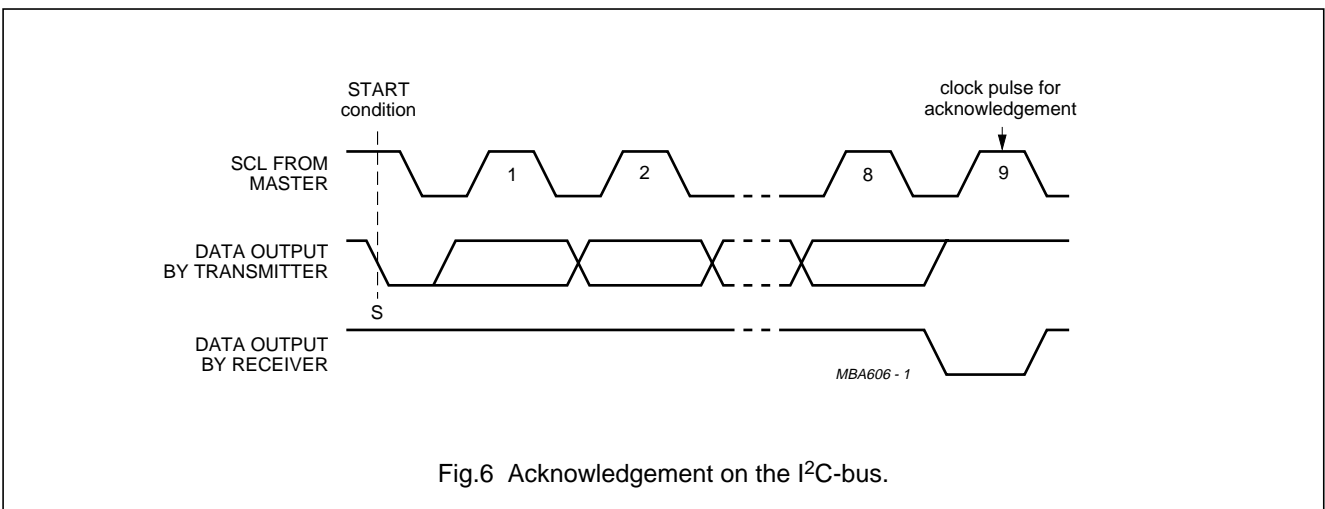 START
condition
clock pulse for
acknowledgement
SCL FROM
MASTER
1
2
8
9
DATA OUTPUT
BY TRANSMITTER
S
DATA OUTPUT
BY RECEIVER
MBA606 - 1
Fig.6 Acknowledgement on the I²C-bus.